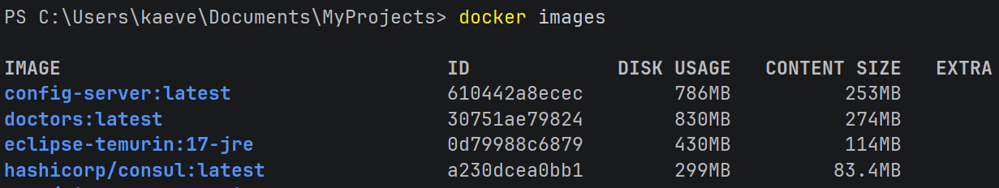 PS C:\Users\kaeve\Documents\MyProjects> docker images
IMAGE ID DISK USAGE CONTENT SIZE EXTRA
config-server:latest 610442a8ecec 786MB 253MB
doctors:latest 30751ae79824 830MB 274MB
eclipse-temurin:17-jre 0d79988c6879 430MB 114MB
hashicorp/consul:latest a230dcea0bb1 299MB 83.4MB